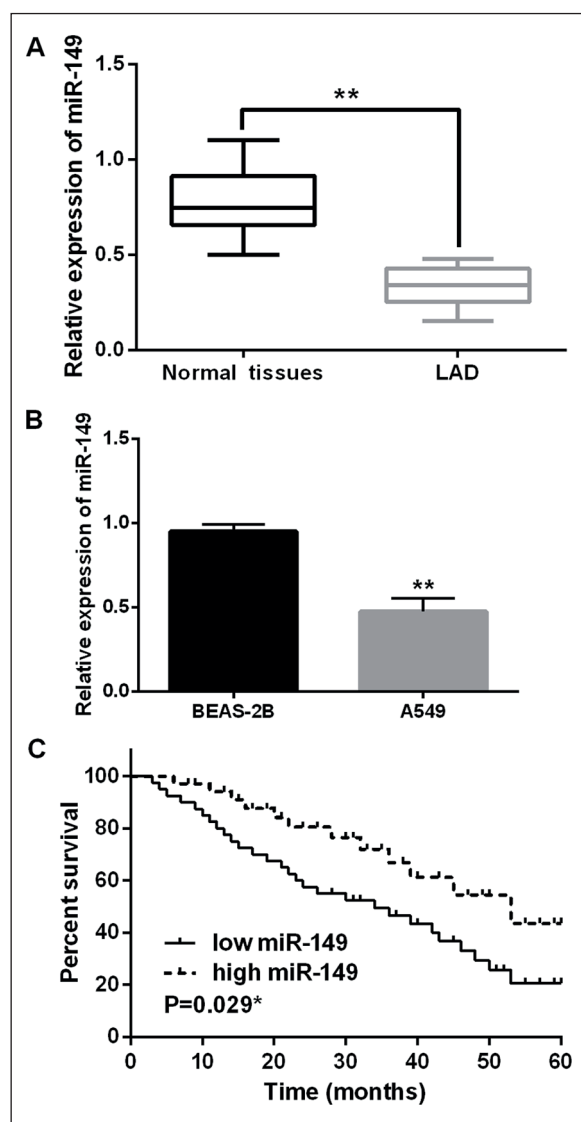 A
Relative expression of miR-149
1.5
1.0
0.5
0.0
**
Normal tissues LAD
B
Relative expression of miR-149
1.5
1.0
0.5
0.0
**
BEAS-2B A549
C
Percent survival
100
80
60
40
20
0
low miR-149
high miR-149
P=0.029*
0 10 20 30 40 50 60
Time (months)